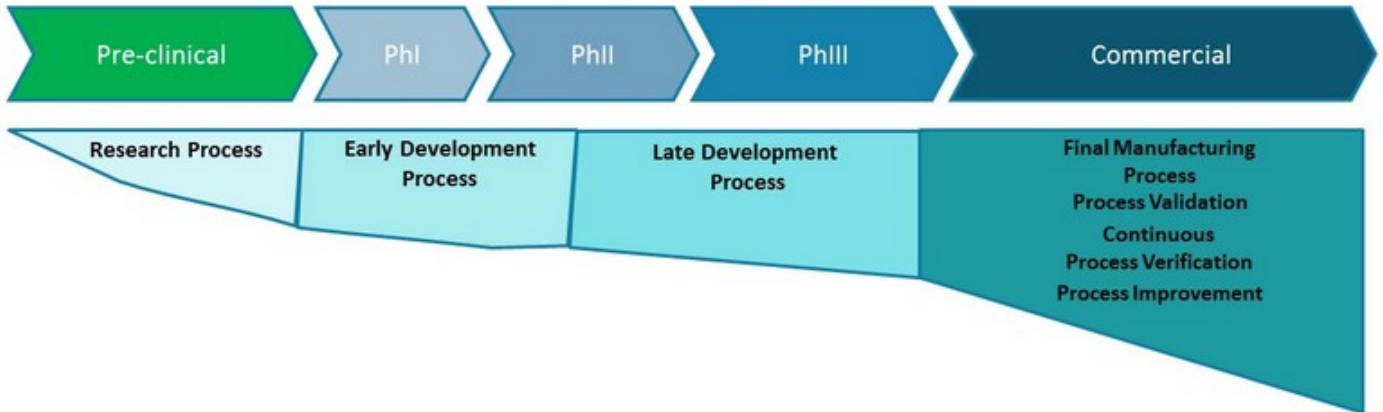 Pre-clinical
PhI
PhII
PhIII
Commercial
Research Process
Early Development
Process
Late Development
Process
Final Manufacturing
Process
Process Validation
Continuous
Process Verification
Process Improvement